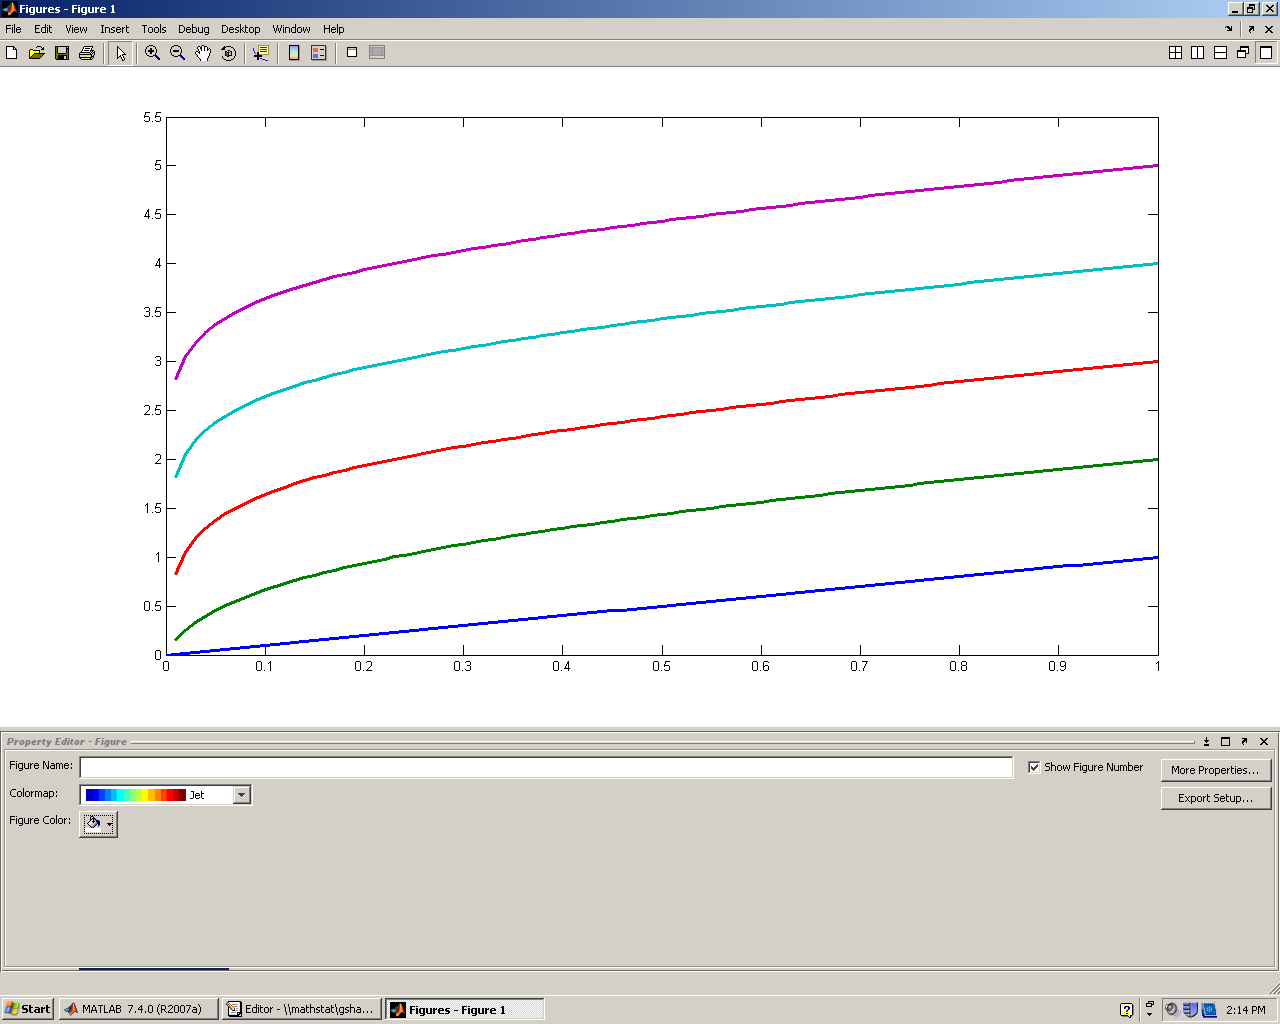 Figures - Figure 1
File Edit View Insert Tools Debug Desktop Window Help
5.5
5
4.5
4
3.5
3
2.5
2
1.5
1
0.5
0
0 0.1 0.2 0.3 0.4 0.5 0.6 0.7 0.8 0.9 1
Property Editor - Figure
Figure Name: Show Figure Number More Properties...
Colormap: Jet Export Setup...
Figure Color:
Start MATLAB 7.4.0 (R2007a) Editor - \\mathstat\gsha... Figures - Figure 1 2:14 PM